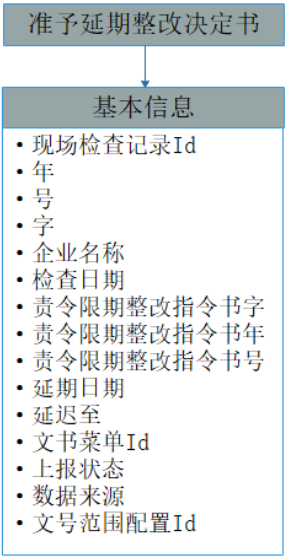 准予延期整改决定书
基本信息
• 现场检查记录Id
• 年
• 号
• 字
• 企业名称
• 检查日期
• 责令限期整改指令书字
• 责令限期整改指令书年
• 责令限期整改指令书号
• 延期日期
• 延迟至
• 文书菜单Id
• 上报状态
• 数据来源
• 文号范围配置Id